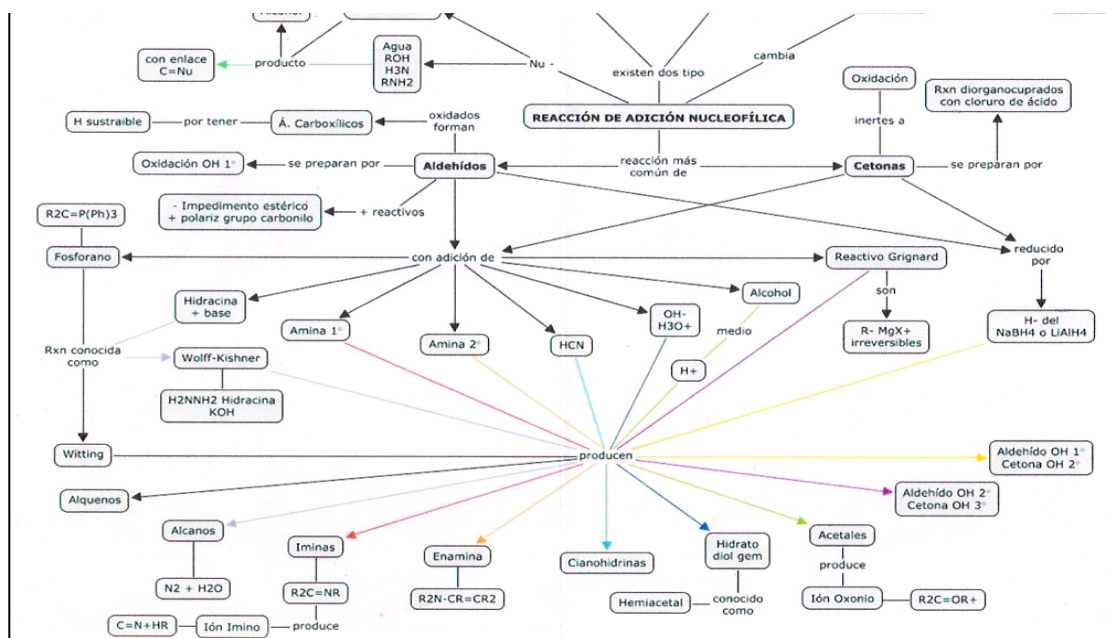 Alcohol
con enlace
C=Nu
producto
Agua
ROH
H3N
RNH2
Nu -
existen dos tipo
cambia
Oxidación
Rxn diorganocuprados
con cloruro de ácido
H sustraible
por tener
Á. Carboxílicos
oxidados
forman
REACCIÓN DE ADICIÓN NUCLEOFÍLICA
inertes a
Oxidación OH 1°
se preparan por
Aldehídos
reacción más
común de
Cetonas
se preparan por
- Impedimento estérico
+ polariz grupo carbonilo
+ reactivos
R2C=P(Ph)3
Fosforano
con adición de
Reactivo Grignard
reducido
por
Hidracina
+ base
Amina 1°
Amina 2°
HCN
OH-
H3O+
Alcohol
medio
H+
son
R- MgX+
irreversibles
H- del
NaBH4 o LiAlH4
Rxn conocida
como
Wolff-Kishner
H2NNH2 Hidracina
KOH
Witting
producen
Aldehído OH 1°
Cetona OH 2°
Alquenos
Aldehído OH 2°
Cetona OH 3°
Alcanos
Iminas
Enamina
Cianohidrinas
Hidrato
diol gem
Acetales
produce
N2 + H2O
R2C=NR
R2N-CR=CR2
Hemiacetal
conocido
como
Ión Oxonio
R2C=OR+
C=N+HR
Ión Imino
produce